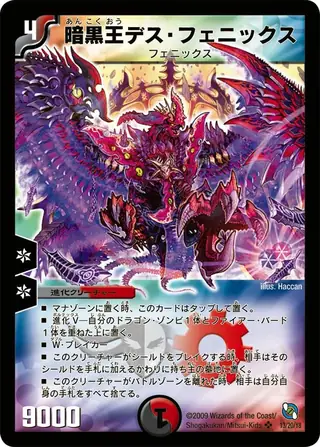 4
あんこくおう
暗黒王デス・フェニックス
フェニックス
illus. Haccan
進化クリーチャー
■ マナゾーンに置く時、このカードはタップして置く。
■ 進化V−自分のドラゴン・ゾンビ1体とファイアー・バード
1体を重ねた上に置く。
■ W・ブレイカー
■ このクリーチャーがシールドをブレイクする時、相手はそ
のシールドを手札に加えるかわりに持ち主の墓地に置く。
■ このクリーチャーがバトルゾーンを離れた時、相手は自分自
身の手札をすべて捨てる。
9000
©2009 Wizards of the Coast/
Shogakukan/Mitsui-Kids